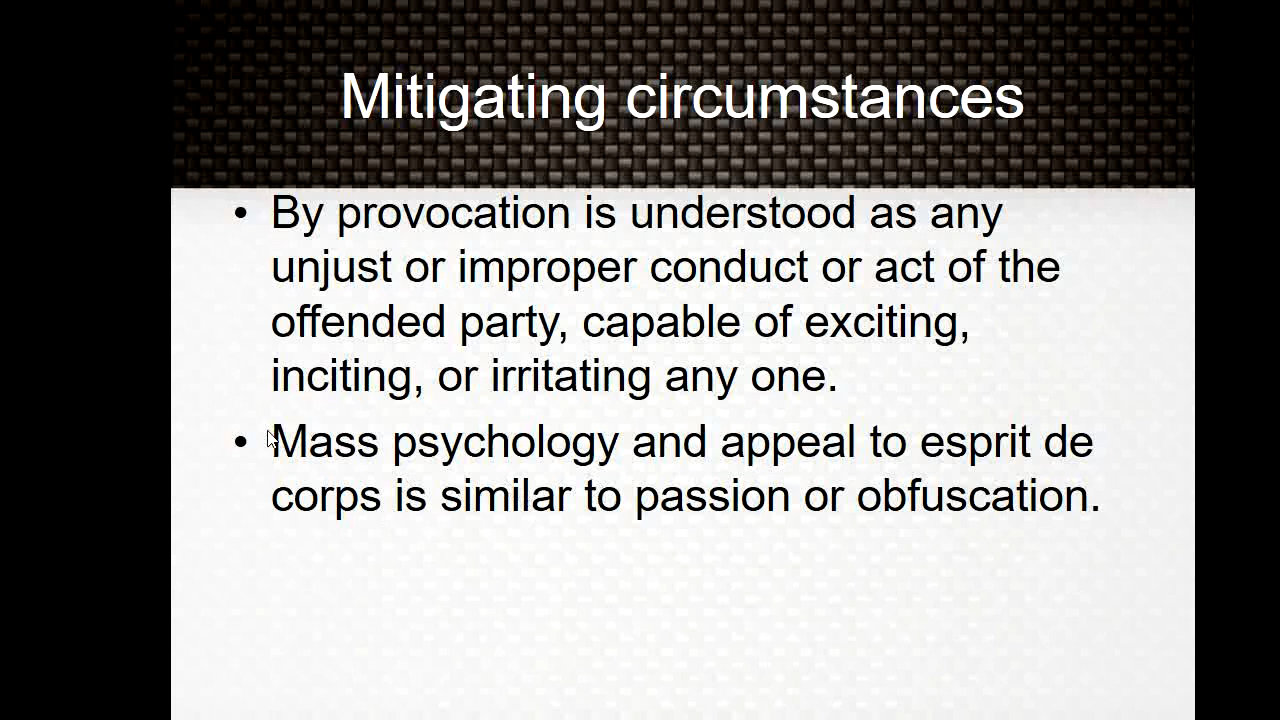 Mitigating circumstances
• By provocation is understood as any
unjust or improper conduct or act of the
offended party, capable of exciting,
inciting, or irritating any one.
• Mass psychology and appeal to esprit de
corps is similar to passion or obfuscation.